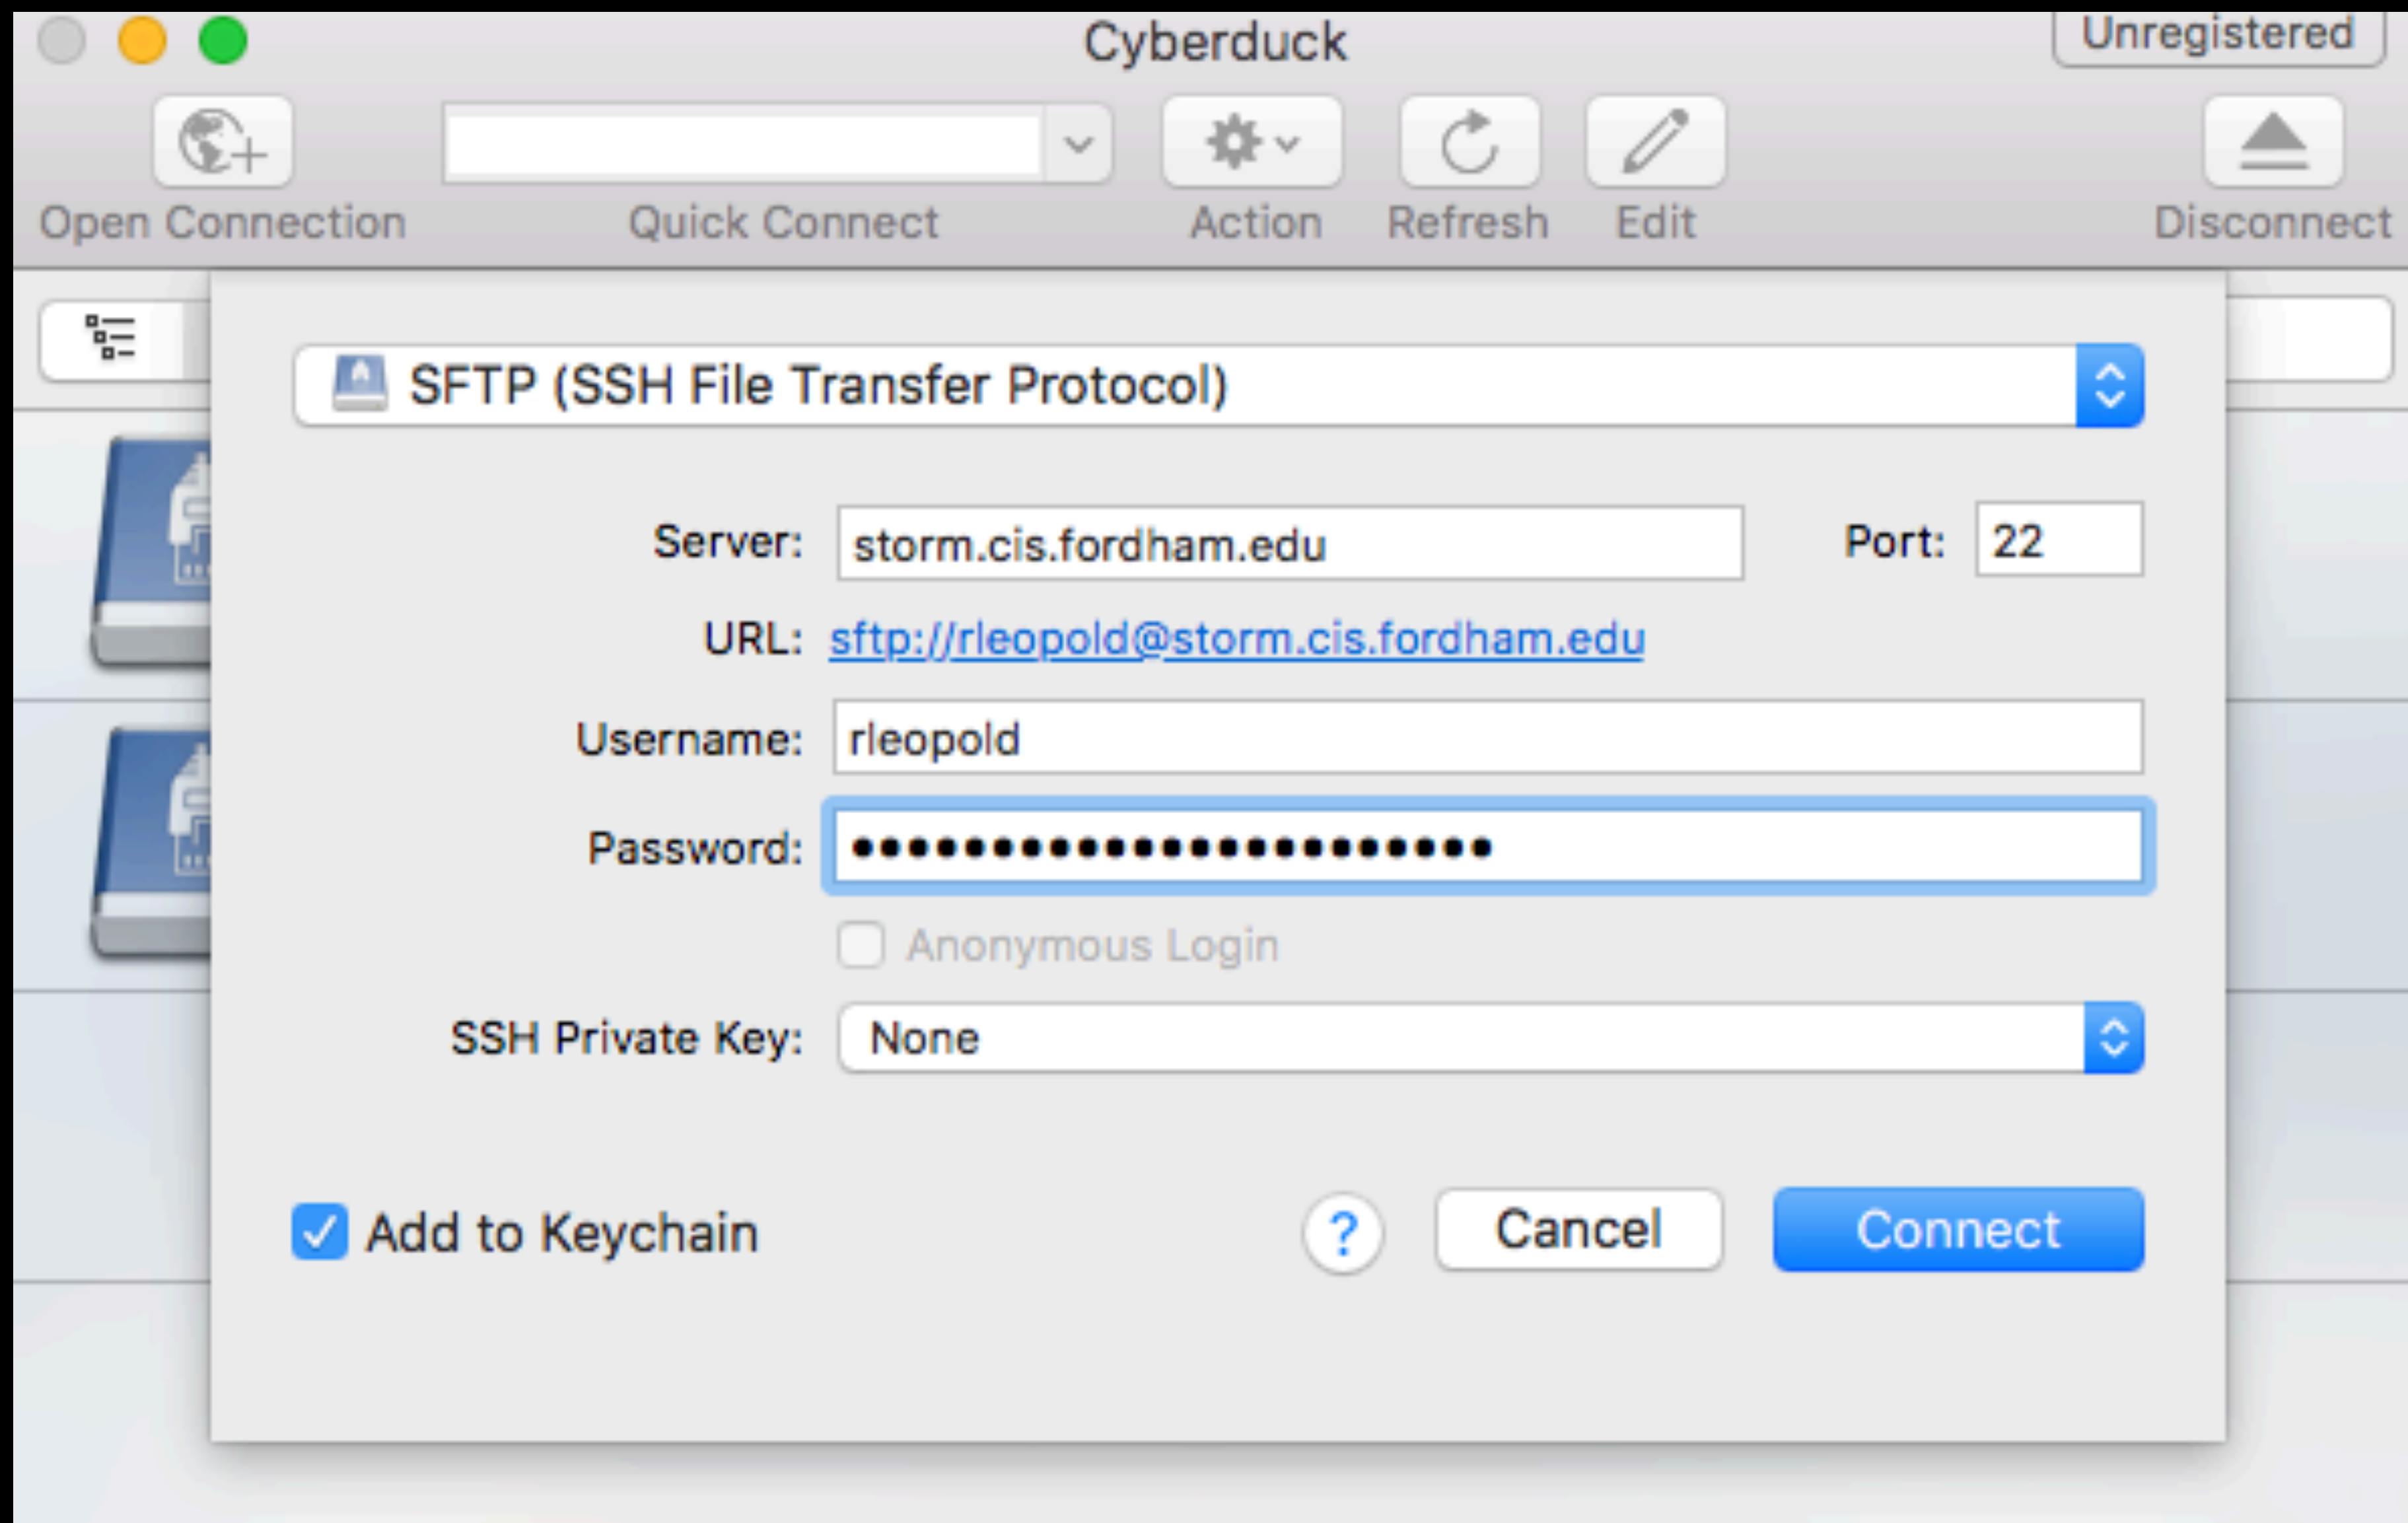 Cyberduck
Unregistered
Open Connection
Quick Connect
Action
Refresh
Edit
Disconnect
SFTP (SSH File Transfer Protocol)
Server: storm.cis.fordham.edu Port: 22
URL: sftp://rleopold@storm.cis.fordham.edu
Username: rleopold
Password: •••••••••••••••••••••••
Anonymous Login
SSH Private Key: None
Add to Keychain
? Cancel Connect